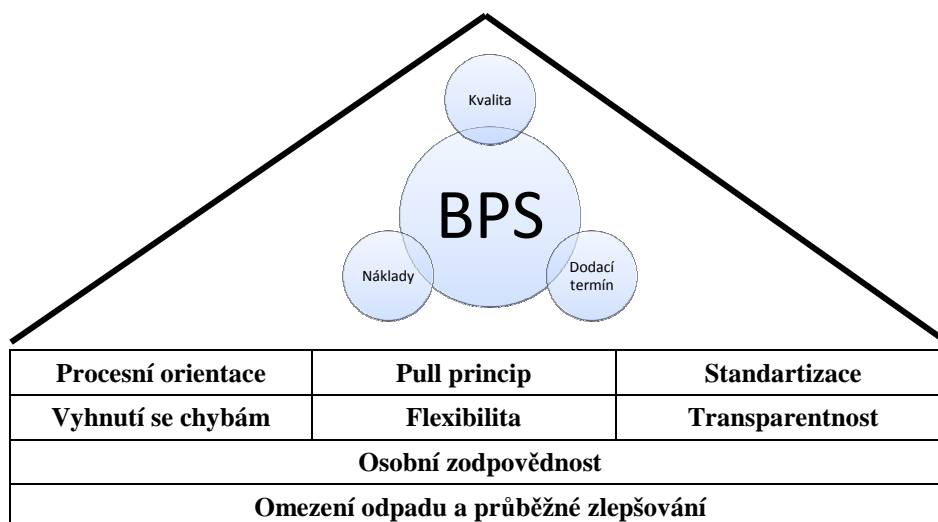 Kvalita
BPS
Náklady
Dodací
termín
Procesní orientace Pull princip Standartizace
Vyhnutí se chybám Flexibilita Transparentnost
Osobní zodpovědnost
Omezení odpadu a průběžné zlepšování